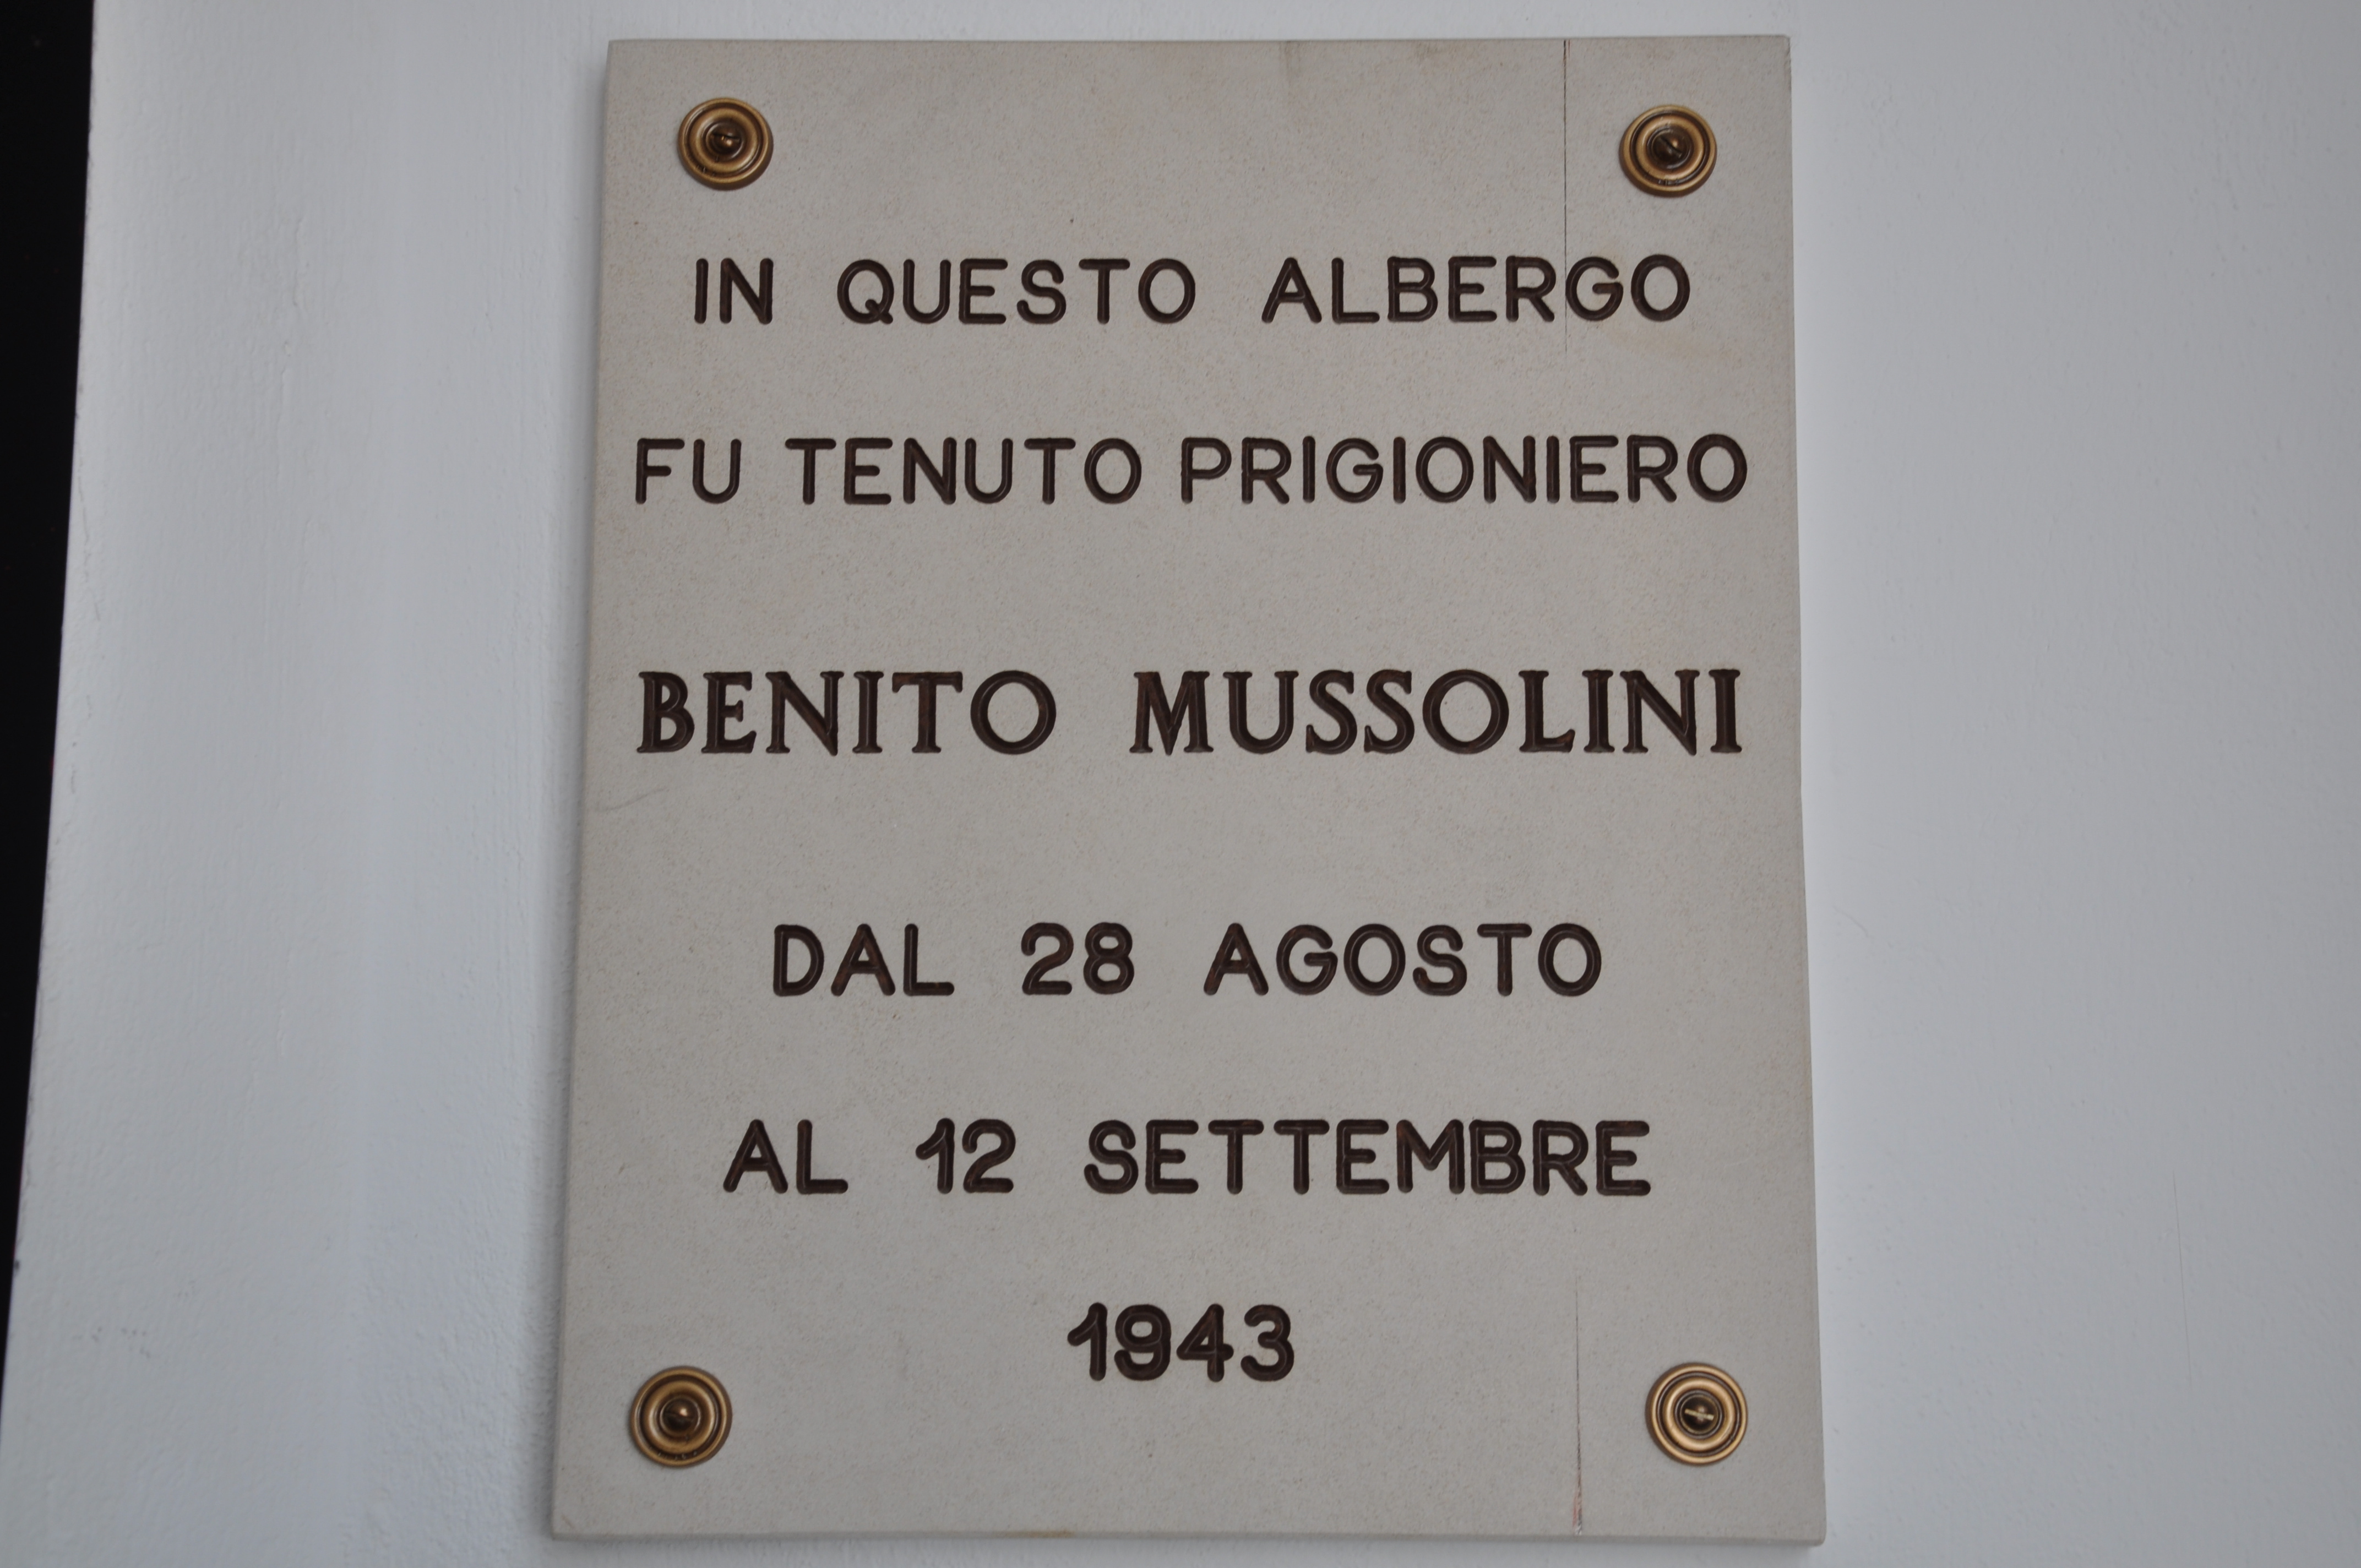 IN QUESTO ALBERGO
FU TENUTO PRIGIONIERO
BENITO MUSSOLINI
DAL 28 AGOSTO
AL 12 SETTEMBRE
1943